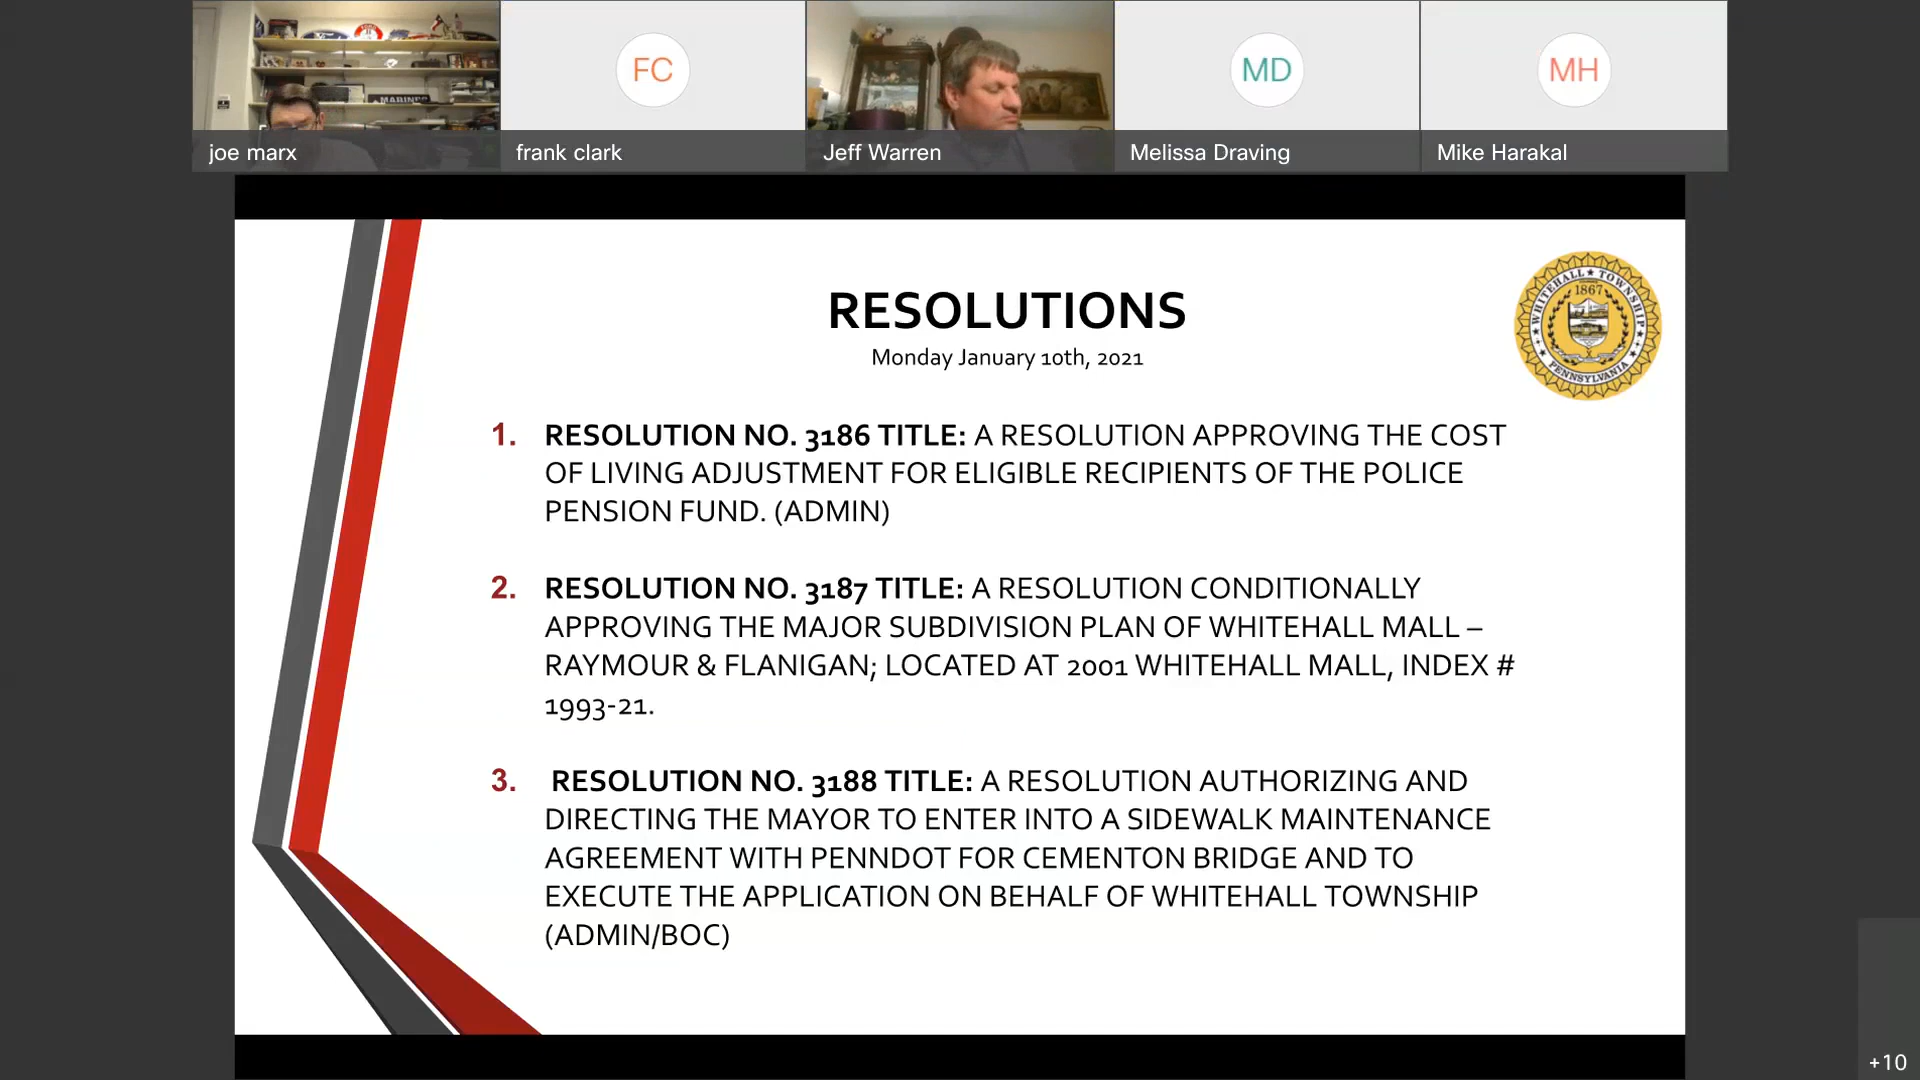 FC
MD
MH
MARINES
joe marx
frank clark
Jeff Warren
Melissa Draving
Mike Harakal
RESOLUTIONS
Monday January 10th, 2021
WHITEHALL ★ TOWNSHIP
1867
PENNSYLVANIA
1. RESOLUTION NO. 3186 TITLE: A RESOLUTION APPROVING THE COST
OF LIVING ADJUSTMENT FOR ELIGIBLE RECIPIENTS OF THE POLICE
PENSION FUND. (ADMIN)
2. RESOLUTION NO. 3187 TITLE: A RESOLUTION CONDITIONALLY
APPROVING THE MAJOR SUBDIVISION PLAN OF WHITEHALL MALL –
RAYMOUR & FLANIGAN; LOCATED AT 2001 WHITEHALL MALL, INDEX #
1993-21.
3. RESOLUTION NO. 3188 TITLE: A RESOLUTION AUTHORIZING AND
DIRECTING THE MAYOR TO ENTER INTO A SIDEWALK MAINTENANCE
AGREEMENT WITH PENNDOT FOR CEMENTON BRIDGE AND TO
EXECUTE THE APPLICATION ON BEHALF OF WHITEHALL TOWNSHIP
(ADMIN/BOC)
+10